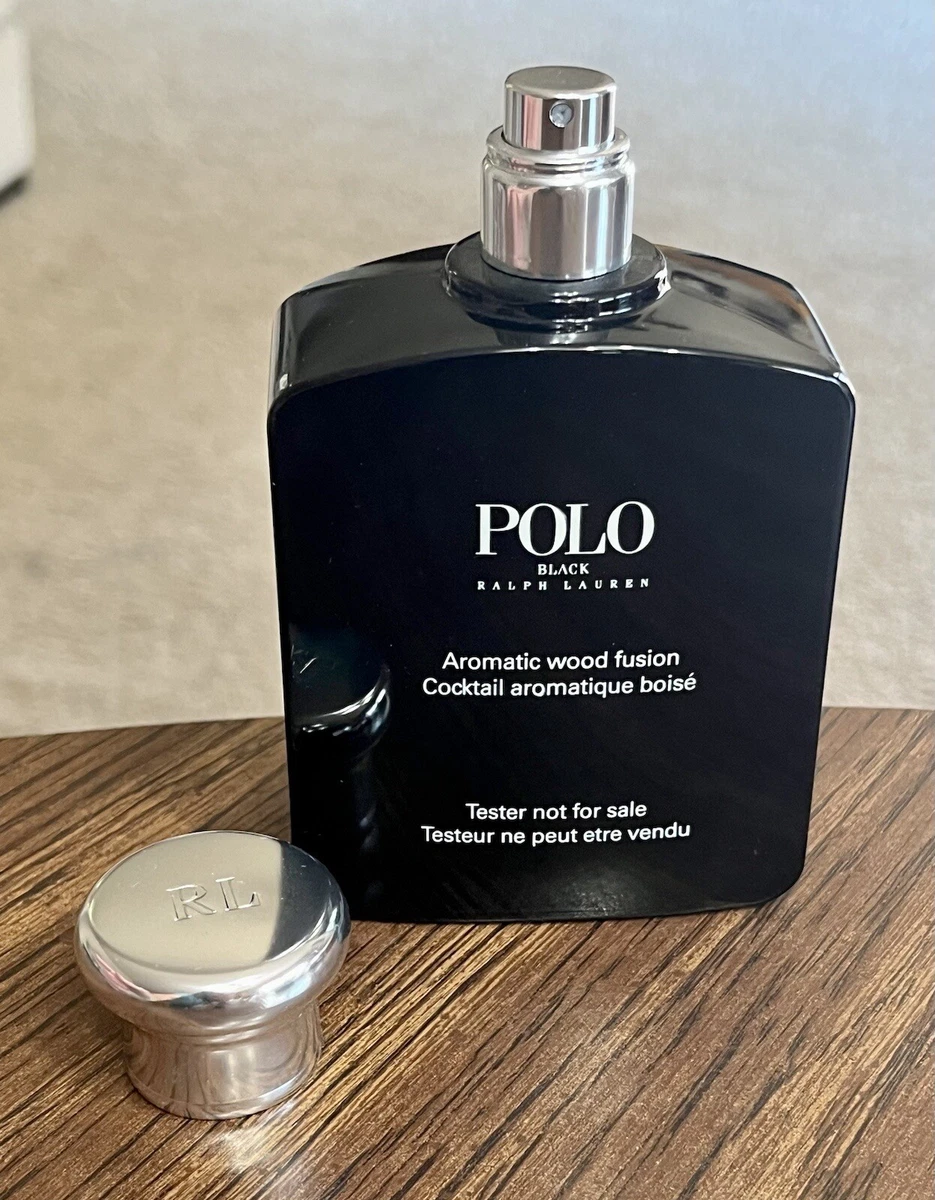 POLO
BLACK
RALPH LAUREN
Aromatic wood fusion
Cocktail aromatique boisé
Tester not for sale
Testeur ne peut etre vendu
RL